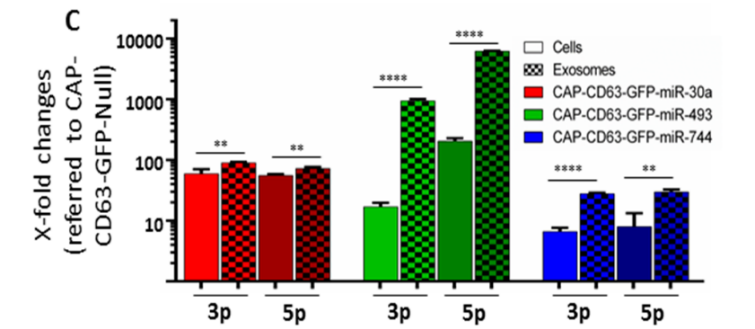 C
X-fold changes
(referred to CAP-
CD63-GFP-Null)
10000
1000
100
10
**
**
****
****
****
**
Cells
Exosomes
CAP-CD63-GFP-miR-30a
CAP-CD63-GFP-miR-493
CAP-CD63-GFP-miR-744
3p
5p
3p
5p
3p
5p